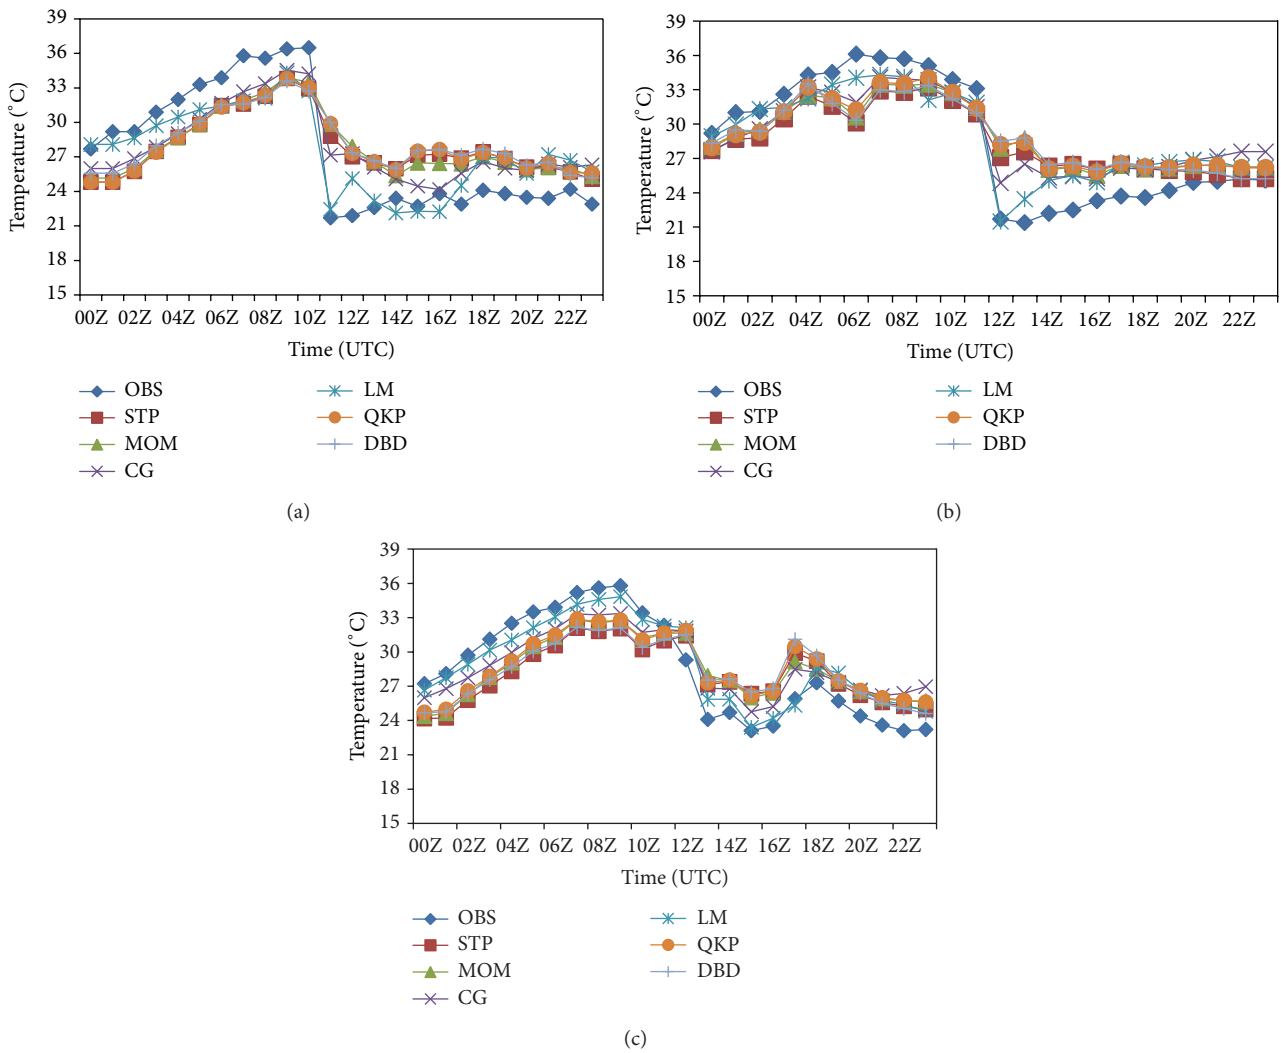 39
36
33
30
27
24
21
18
15
Temperature (°C)
00Z 02Z 04Z 06Z 08Z 10Z 12Z 14Z 16Z 18Z 20Z 22Z
Time (UTC)
OBS
STP
MOM
CG
LM
QKP
DBD
(a)
39
36
33
30
27
24
21
18
15
Temperature (°C)
00Z 02Z 04Z 06Z 08Z 10Z 12Z 14Z 16Z 18Z 20Z 22Z
Time (UTC)
OBS
STP
MOM
CG
LM
QKP
DBD
(b)
39
36
33
30
27
24
21
18
15
Temperature (°C)
00Z 02Z 04Z 06Z 08Z 10Z 12Z 14Z 16Z 18Z 20Z 22Z
Time (UTC)
OBS
STP
MOM
CG
LM
QKP
DBD
(c)